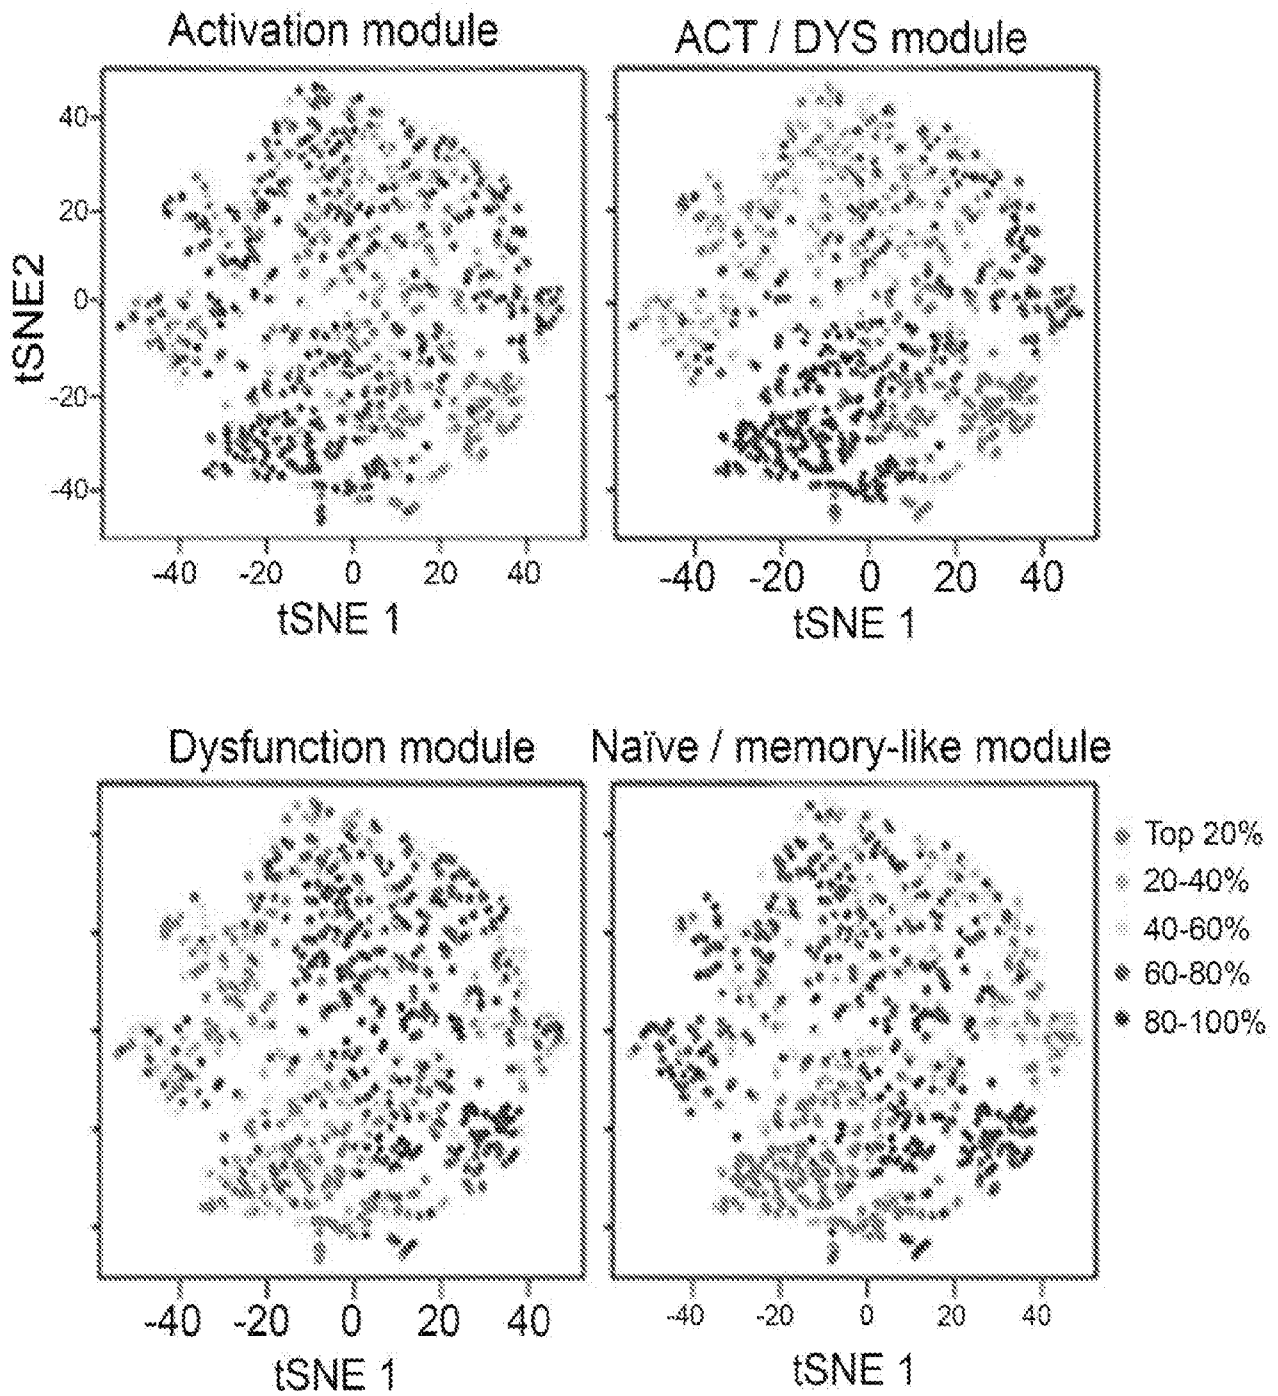 Activation module
ACT / DYS module
tSNE2
40
20
0
-20
-40
-40 -20 0 20 40
-40 -20 0 20 40
tSNE 1
tSNE 1
Dysfunction module
Naïve / memory-like module
Top 20%
20-40%
40-60%
60-80%
80-100%
-40 -20 0 20 40
-40 -20 0 20 40
tSNE 1
tSNE 1